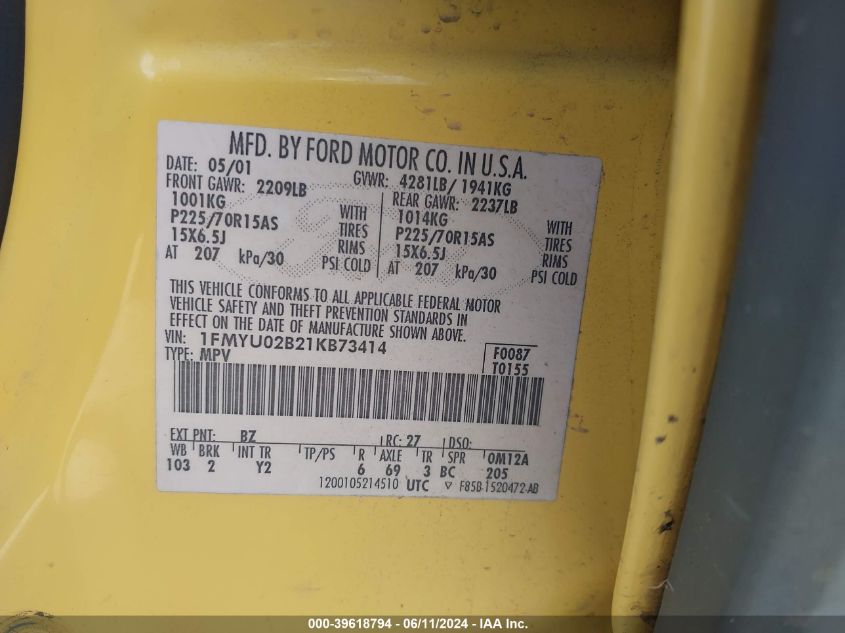 MFD. BY FORD MOTOR CO. IN U.S.A.
DATE: 05/01 GVWR: 4281LB/ 1941KG
FRONT GAWR: 2209LB REAR GAWR: 2237LB
1001KG WITH 1014KG WITH
P225/70R15AS TIRES P225/70R15AS TIRES
15X6.5J RIMS 15X6.5J RIMS
AT 207 kPa/30 PSI COLD AT 207 kPa/30 PSI COLD
THIS VEHICLE CONFORMS TO ALL APPLICABLE FEDERAL MOTOR
VEHICLE SAFETY AND THEFT PREVENTION STANDARDS IN
EFFECT ON THE DATE OF MANUFACTURE SHOWN ABOVE.
VIN: 1FMYU02B21KB73414
TYPE: MPV F0087
T0155
EXT PNT: BZ RC: 27 DSO:
WB BRK INT TR TP/PS R AXLE TR SPR OM12A
103 2 Y2 6 69 3 BC 205
1200105214510 UTC ▽ F85B-1520472-AB
000-39618794 - 06/11/2024 - IAA Inc.